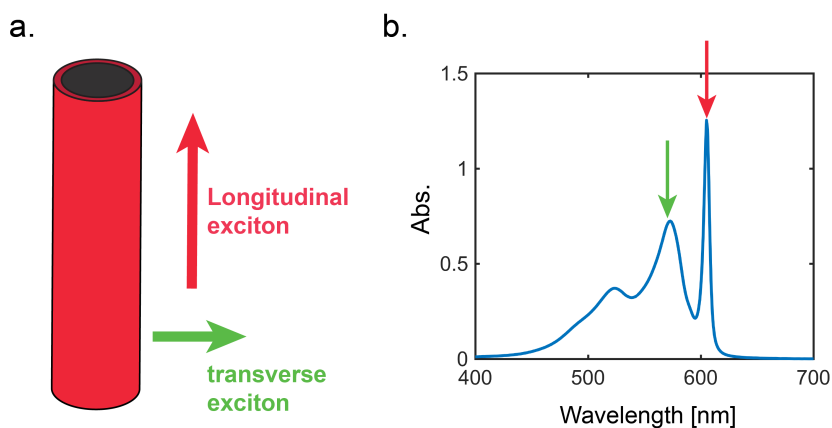 a.
Longitudinal
exciton
transverse
exciton
b.
1.5
1
0.5
0
Abs.
400
500
600
700
Wavelength [nm]